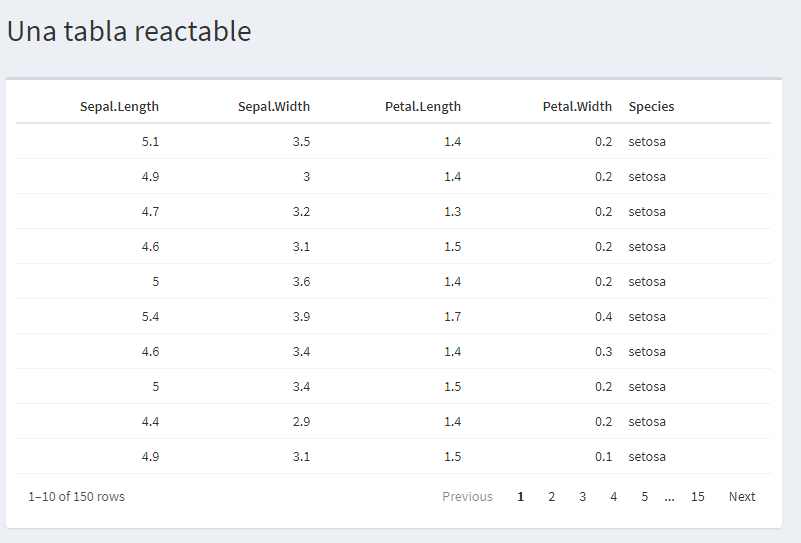 Una tabla reactable
Sepal.Length Sepal.Width Petal.Length Petal.Width Species
5.1 3.5 1.4 0.2 setosa
4.9 3 1.4 0.2 setosa
4.7 3.2 1.3 0.2 setosa
4.6 3.1 1.5 0.2 setosa
5 3.6 1.4 0.2 setosa
5.4 3.9 1.7 0.4 setosa
4.6 3.4 1.4 0.3 setosa
5 3.4 1.5 0.2 setosa
4.4 2.9 1.4 0.2 setosa
4.9 3.1 1.5 0.1 setosa
1–10 of 150 rows Previous 1 2 3 4 5 ... 15 Next